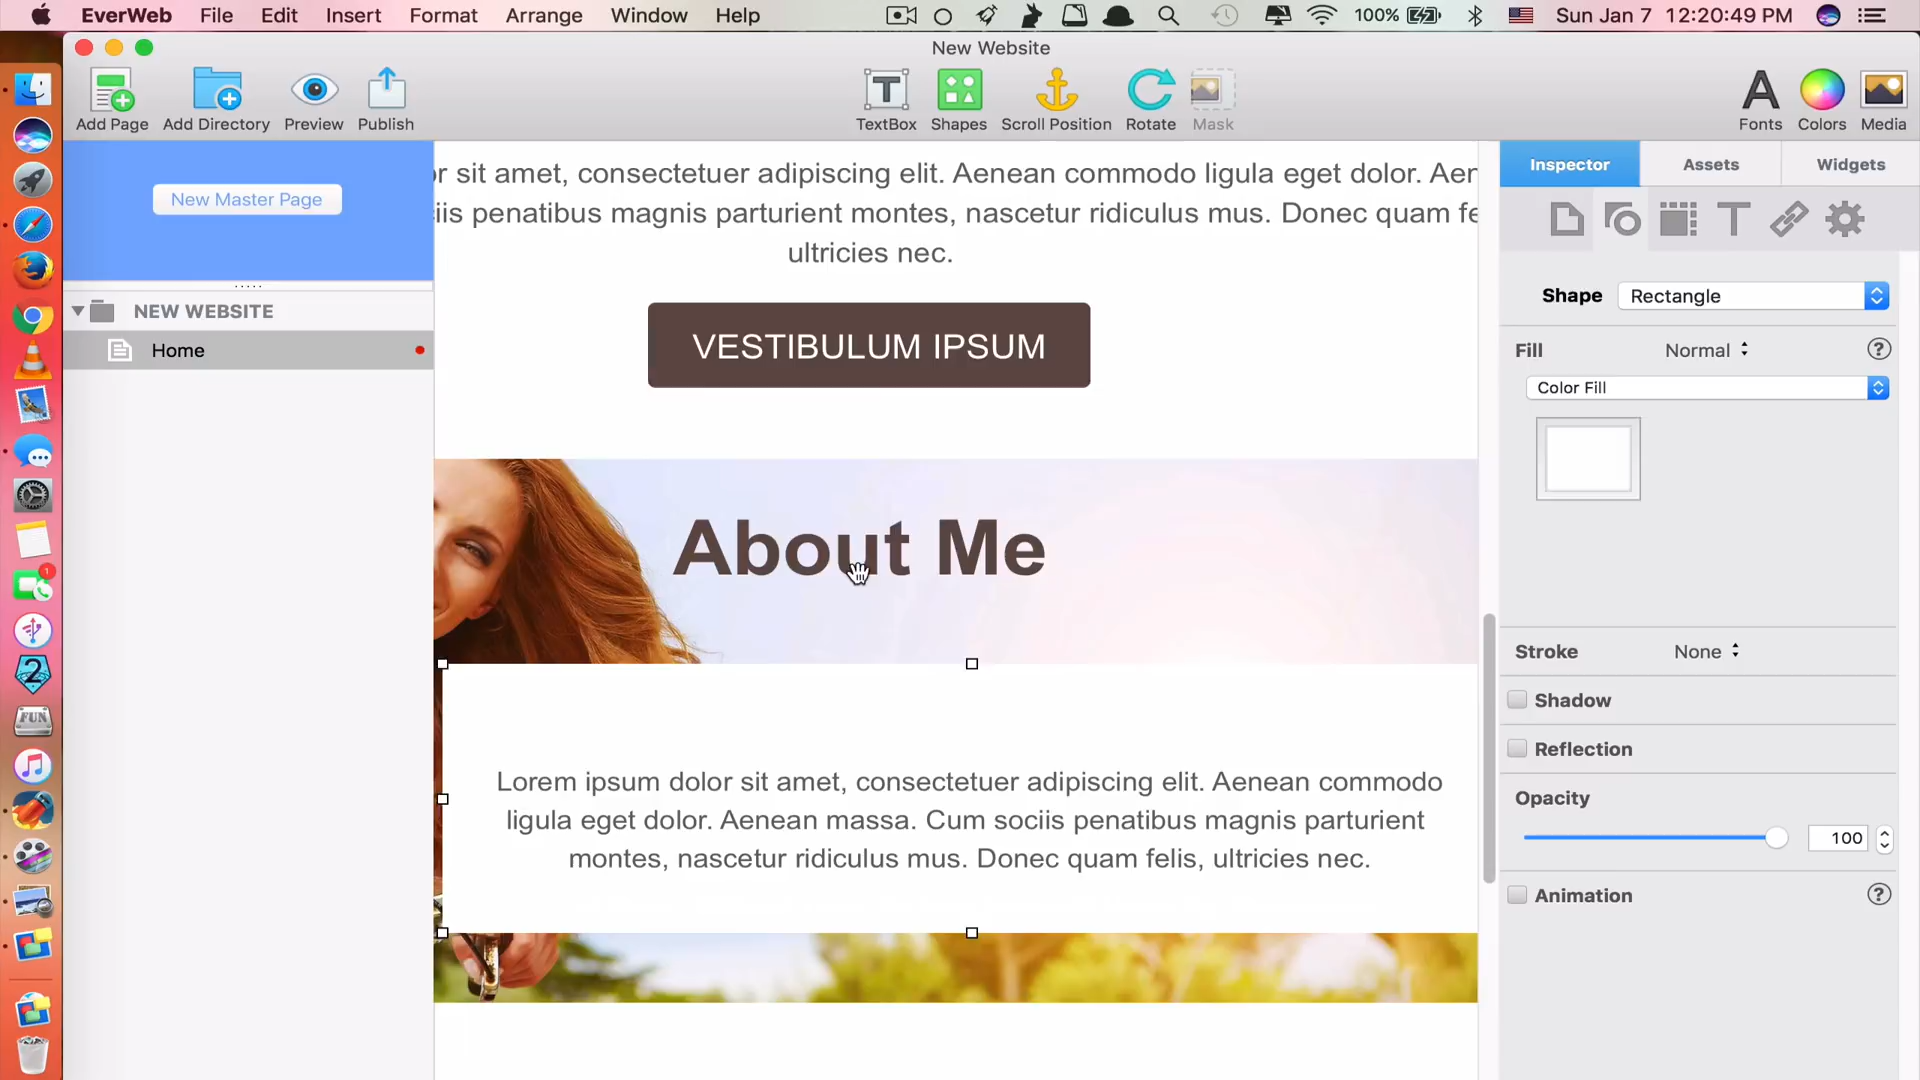 EverWeb File Edit Insert Format Arrange Window Help 100% Sun Jan 7 12:20:49 PM
New Website
Add Page Add Directory Preview Publish TextBox Shapes Scroll Position Rotate Mask Fonts Colors Media
New Master Page
NEW WEBSITE
Home
or sit amet, consectetuer adipiscing elit. Aenean commodo ligula eget dolor. Aen
iis penatibus magnis parturient montes, nascetur ridiculus mus. Donec quam fe
ultricies nec.
VESTIBULUM IPSUM
About Me
Lorem ipsum dolor sit amet, consectetuer adipiscing elit. Aenean commodo
ligula eget dolor. Aenean massa. Cum sociis penatibus magnis parturient
montes, nascetur ridiculus mus. Donec quam felis, ultricies nec.
Inspector Assets Widgets
Shape Rectangle
Fill Normal ?
Color Fill
Stroke None
Shadow
Reflection
Opacity
100
Animation ?
1
2
FUN